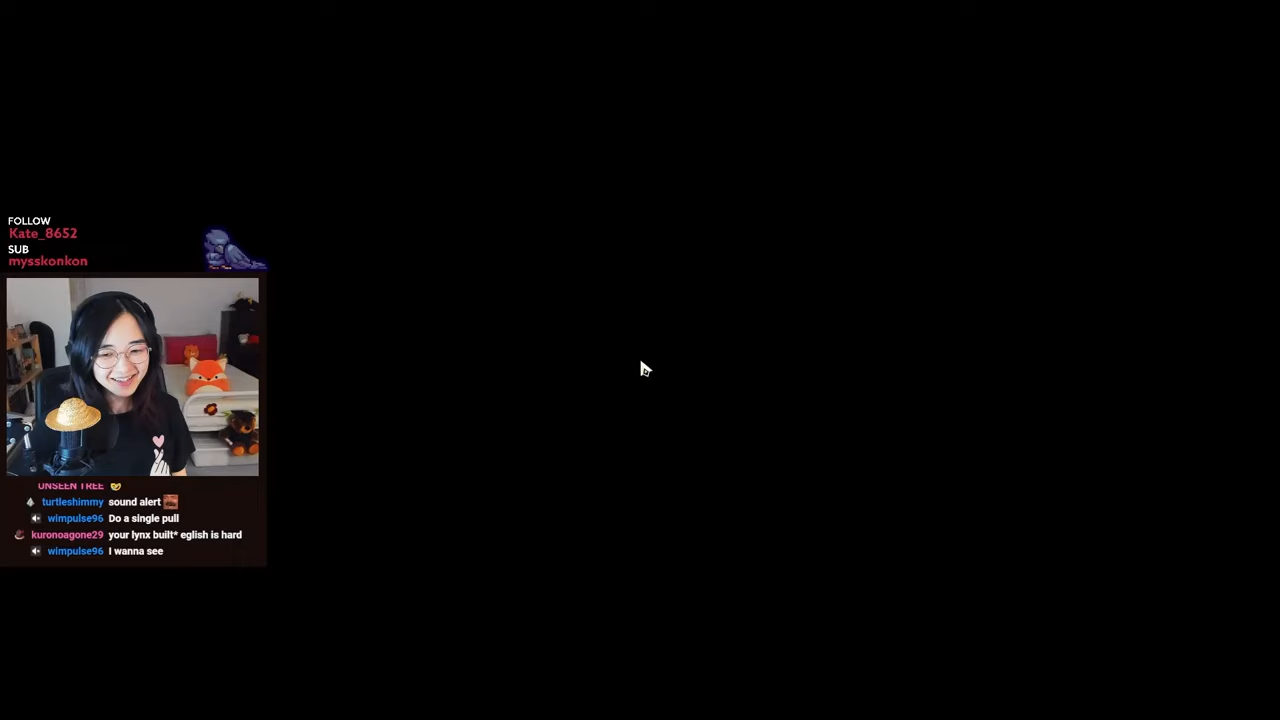 FOLLOW
Kate_8652
SUB
mysskonkon
UNSEEN TREE
turtleshimmy sound alert
wimpulse96 Do a single pull
kuronoagone29 your lynx built* eglish is hard
wimpulse96 I wanna see